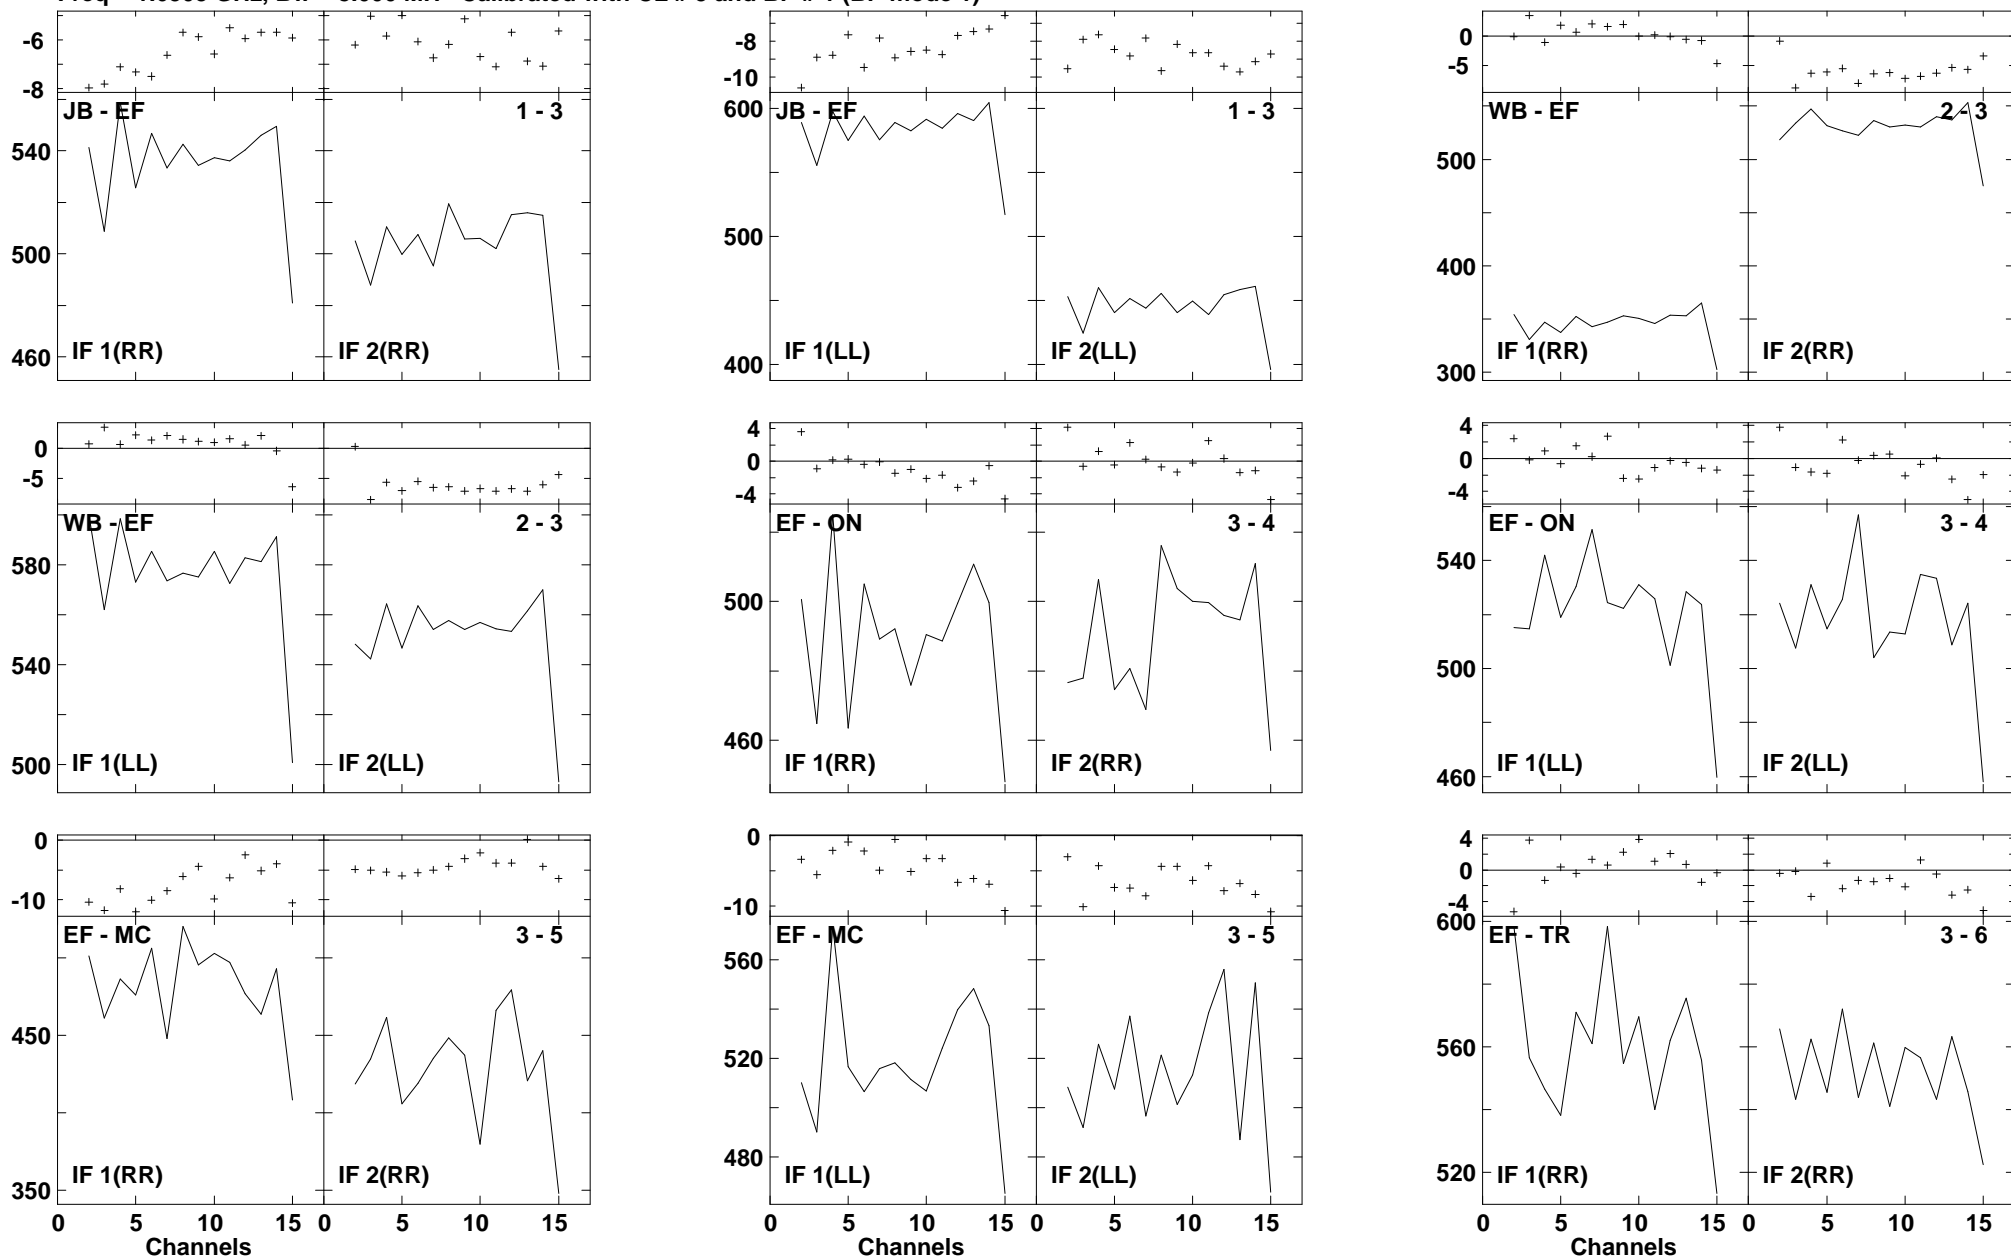 -6
-8
JB - EF
1 - 3
540
500
460
IF 1(RR)
IF 2(RR)
-8
-10
600
JB - EF
1 - 3
500
400
IF 1(LL)
IF 2(LL)
0
-5
WB - EF
2 - 3
500
400
300
IF 1(RR)
IF 2(RR)
0
-5
WB - EF
2 - 3
580
540
500
IF 1(LL)
IF 2(LL)
4
0
-4
EF - ON
3 - 4
500
460
IF 1(RR)
IF 2(RR)
4
0
-4
EF - ON
3 - 4
540
500
460
IF 1(LL)
IF 2(LL)
0
-10
EF - MC
3 - 5
450
350
IF 1(RR)
IF 2(RR)
0 5 10 15 0 5 10 15
Channels
0
-10
EF - MC
3 - 5
560
520
480
IF 1(LL)
IF 2(LL)
0 5 10 15 0 5 10 15
Channels
4
0
-4
600
EF - TR
3 - 6
560
520
IF 1(RR)
IF 2(RR)
0 5 10 15 0 5 10 15
Channels